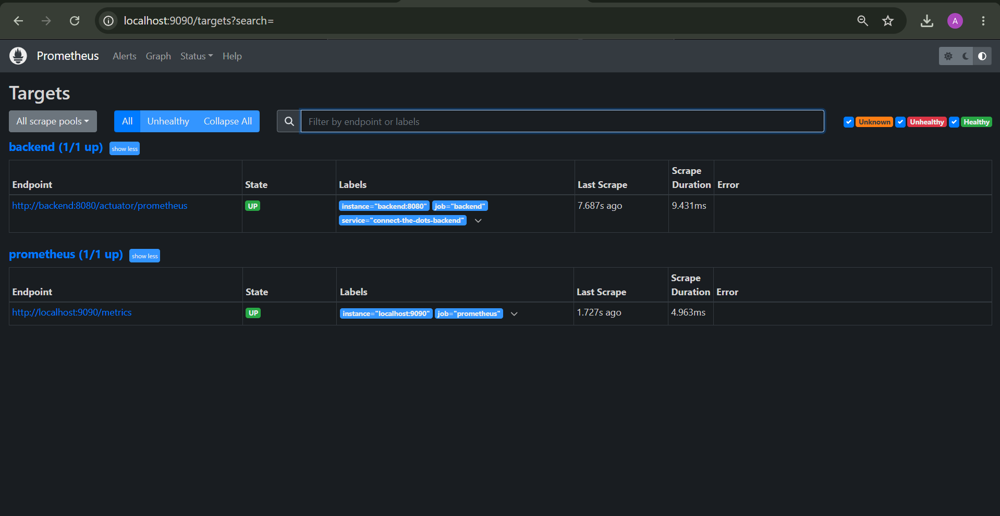 localhost:9090/targets?search=
A
Prometheus Alerts Graph Status Help
Targets
All scrape pools All Unhealthy Collapse All Filter by endpoint or labels Unknown Unhealthy Healthy
backend (1/1 up) show less
Endpoint State Labels Last Scrape Scrape Duration Error
http://backend:8080/actuator/prometheus UP instance="backend:8080" job="backend" 7.687s ago 9.431ms
service="connect-the-dots-backend"
prometheus (1/1 up) show less
Endpoint State Labels Last Scrape Scrape Duration Error
http://localhost:9090/metrics UP instance="localhost:9090" job="prometheus" 1.727s ago 4.963ms